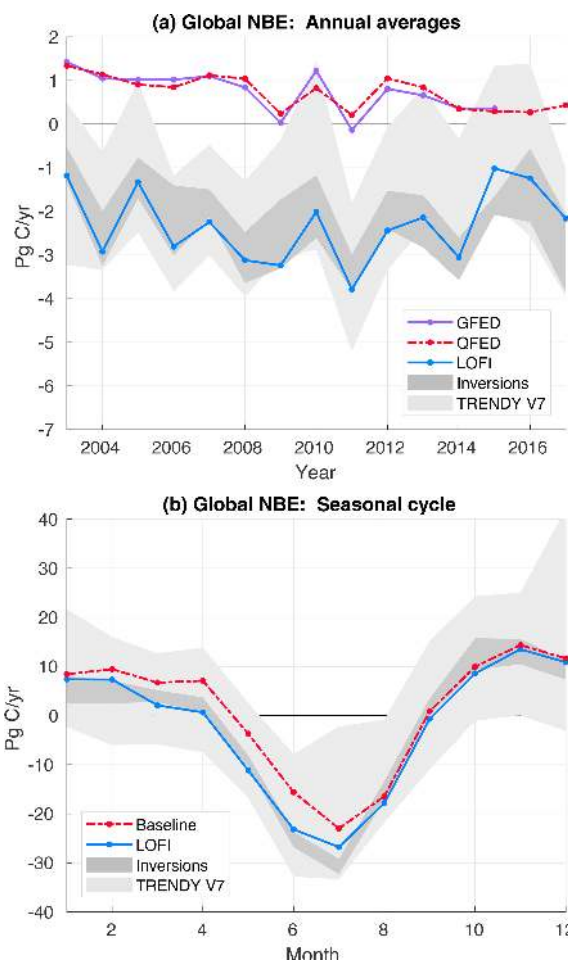 (a) Global NBE: Annual averages
2
1
0
-1
-2
-3
-4
-5
-6
-7
Pg C/yr
GFED
QFED
LOFI
Inversions
TRENDY V7
2004 2006 2008 2010 2012 2014 2016
Year
(b) Global NBE: Seasonal cycle
40
30
20
10
0
-10
-20
-30
-40
Pg C/yr
Baseline
LOFI
Inversions
TRENDY V7
2 4 6 8 10 12
Month